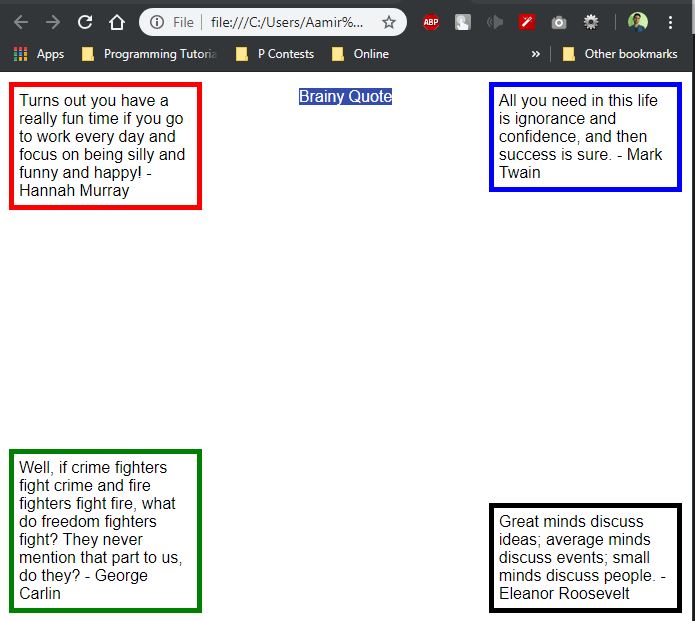 File
file:///C:/Users/Aamir%...
ABP
Apps
Programming Tutoria
P Contests
Online
»
Other bookmarks
Turns out you have a
really fun time if you go
to work every day and
focus on being silly and
funny and happy! -
Hannah Murray
Brainy Quote
All you need in this life
is ignorance and
confidence, and then
success is sure. - Mark
Twain
Well, if crime fighters
fight crime and fire
fighters fight fire, what
do freedom fighters
fight? They never
mention that part to us,
do they? - George
Carlin
Great minds discuss
ideas; average minds
discuss events; small
minds discuss people. -
Eleanor Roosevelt